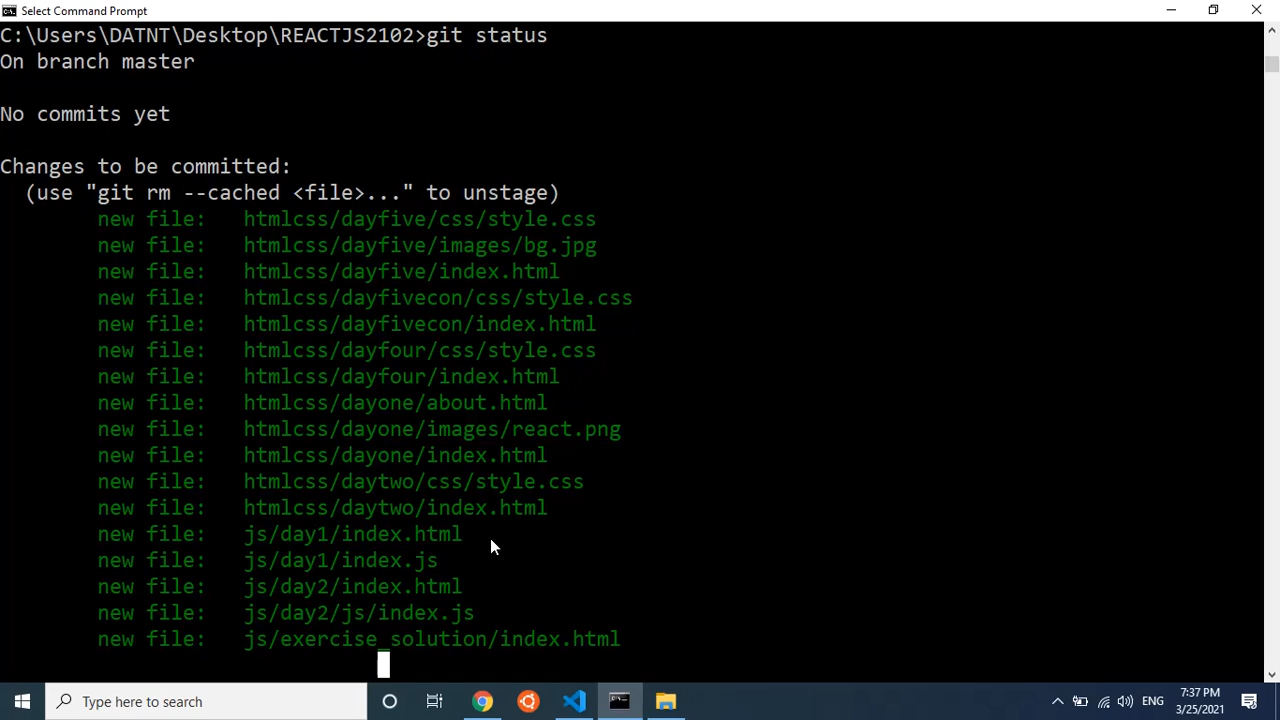 Select Command Prompt
C:\Users\DATNT\Desktop\REACTJS2102>git status
On branch master
No commits yet
Changes to be committed:
(use "git rm --cached <file>..." to unstage)
new file: htmlcss/dayfive/css/style.css
new file: htmlcss/dayfive/images/bg.jpg
new file: htmlcss/dayfive/index.html
new file: htmlcss/dayfivecon/css/style.css
new file: htmlcss/dayfivecon/index.html
new file: htmlcss/dayfour/css/style.css
new file: htmlcss/dayfour/index.html
new file: htmlcss/dayone/about.html
new file: htmlcss/dayone/images/react.png
new file: htmlcss/dayone/index.html
new file: htmlcss/daytwo/css/style.css
new file: htmlcss/daytwo/index.html
new file: js/day1/index.html
new file: js/day1/index.js
new file: js/day2/index.html
new file: js/day2/js/index.js
new file: js/exercise_solution/index.html
Type here to search
ENG
7:37 PM
3/25/2021